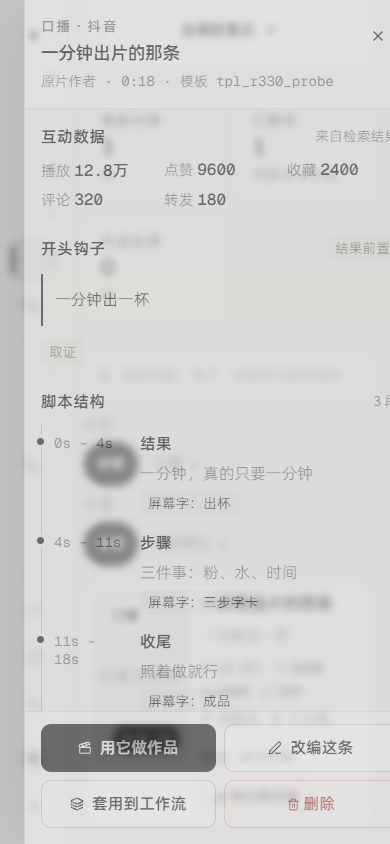 口播 · 抖音
一分钟出片的那条
原片作者 · 0:18 · 模板 tpl_r330_probe
互动数据 来自检索结果
播放 12.8万 点赞 9600 收藏 2400
评论 320 转发 180
开头钩子 结果前置
一分钟出一杯
取证
脚本结构 3 段
0s – 4s 结果
一分钟，真的只要一分钟
屏幕字：出杯
4s – 11s 步骤
三件事：粉、水、时间
屏幕字：三步字卡
11s – 收尾
18s
照着做就行
屏幕字：成品
用它做作品 改编这条
套用到工作流 删除